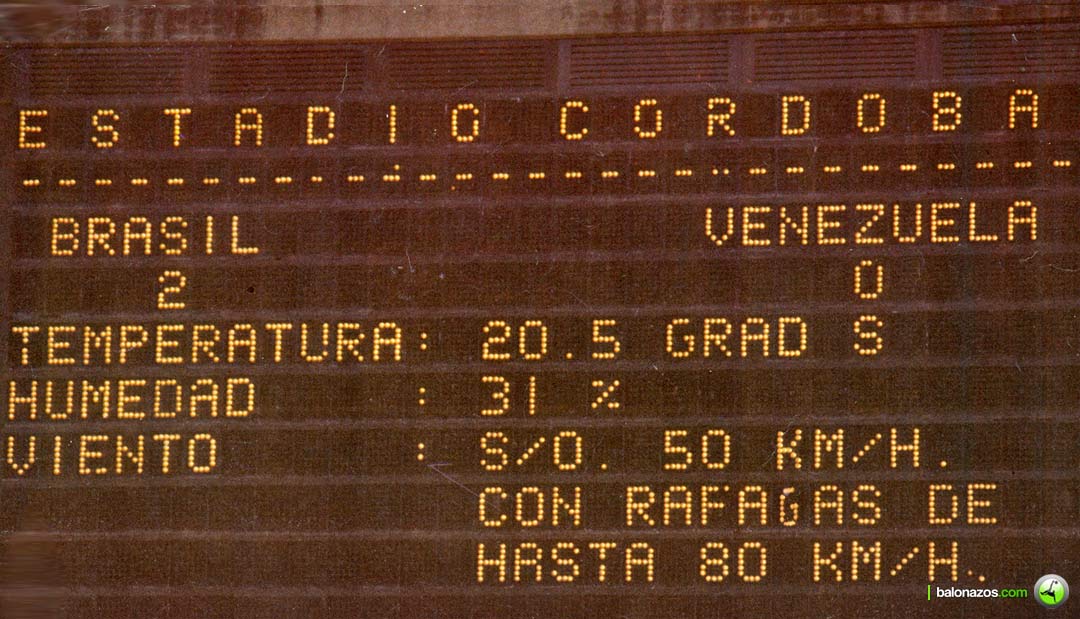 ESTADIO CORDOBA
------------------------------
BRASIL VENEZUELA
2 0
TEMPERATURA: 20.5 GRAD S
HUMEDAD : 31 %
VIENTO : S/O. 50 KM/H.
CON RAFAGAS DE
HASTA 80 KM/H.
balonazos.com